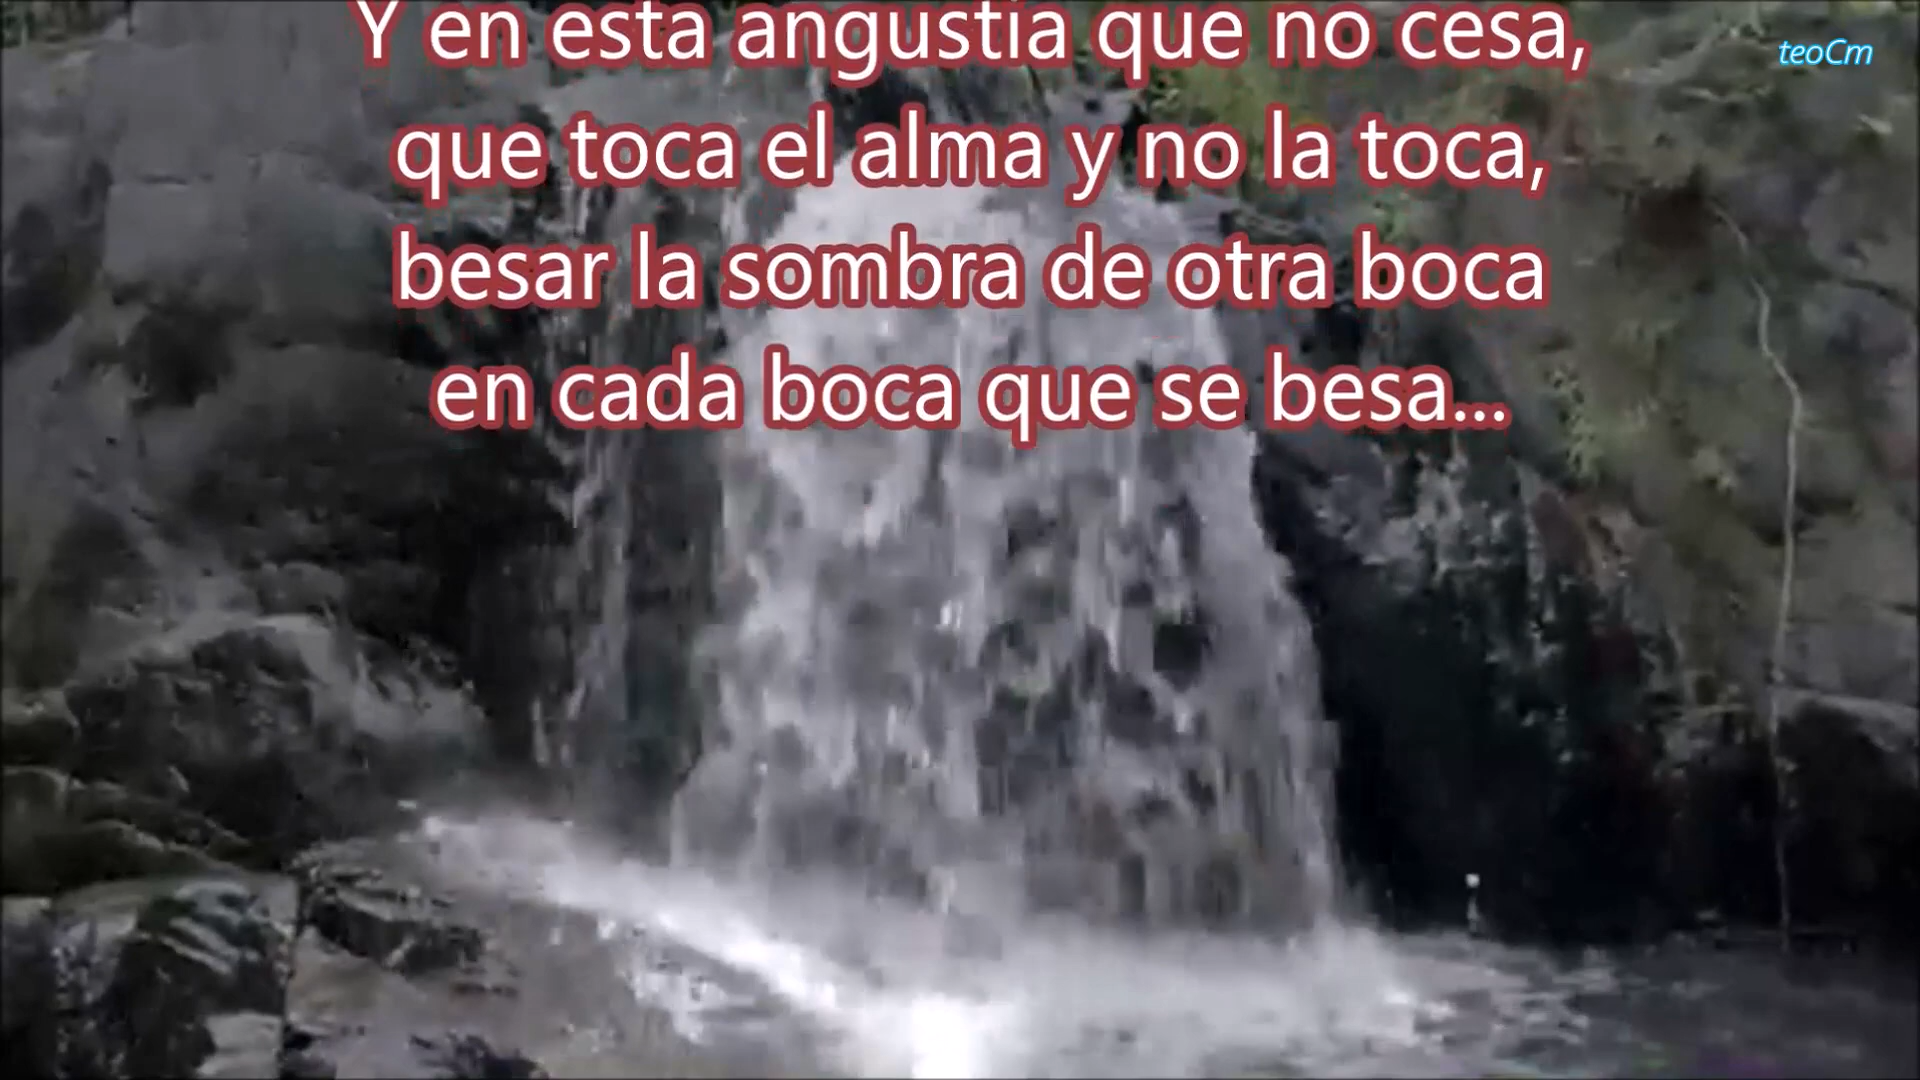 Y en esta angustia que no cesa,
teoCm
que toca el alma y no la toca,
besar la sombra de otra boca
en cada boca que se besa...